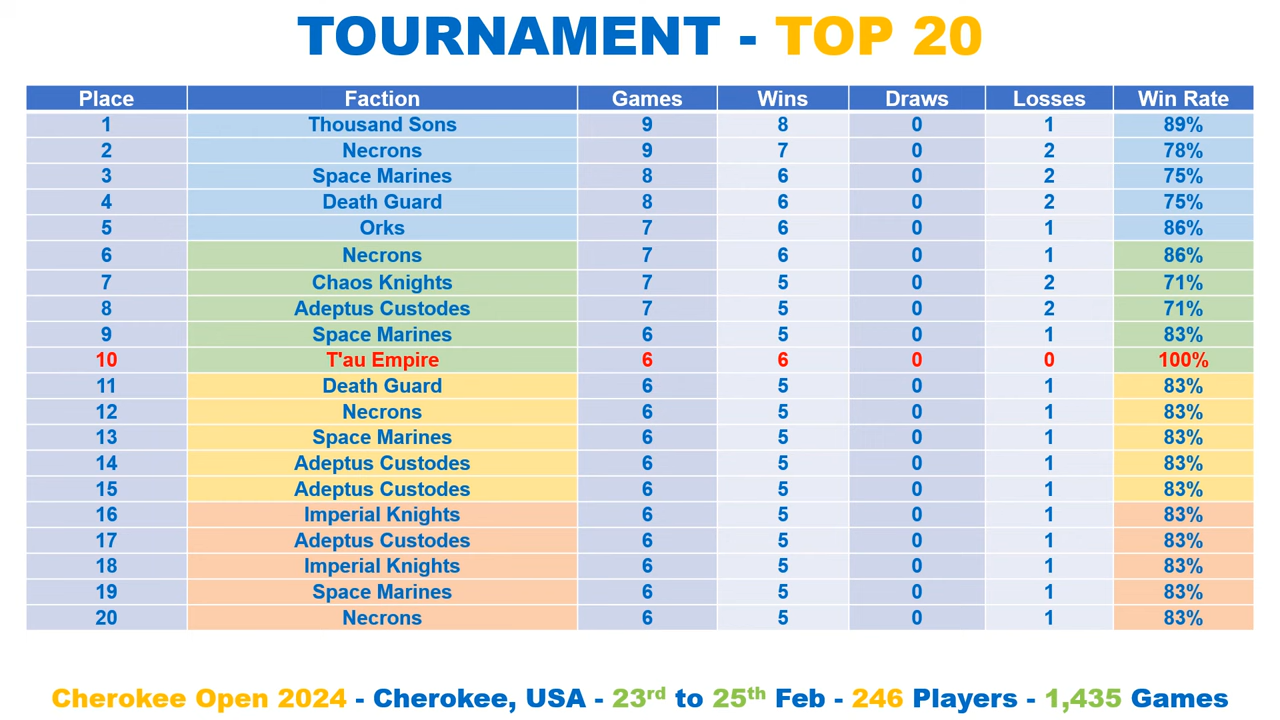 TOURNAMENT - TOP 20
Place Faction Games Wins Draws Losses Win Rate
1 Thousand Sons 9 8 0 1 89%
2 Necrons 9 7 0 2 78%
3 Space Marines 8 6 0 2 75%
4 Death Guard 8 6 0 2 75%
5 Orks 7 6 0 1 86%
6 Necrons 7 6 0 1 86%
7 Chaos Knights 7 5 0 2 71%
8 Adeptus Custodes 7 5 0 2 71%
9 Space Marines 6 5 0 1 83%
10 T'au Empire 6 6 0 0 100%
11 Death Guard 6 5 0 1 83%
12 Necrons 6 5 0 1 83%
13 Space Marines 6 5 0 1 83%
14 Adeptus Custodes 6 5 0 1 83%
15 Adeptus Custodes 6 5 0 1 83%
16 Imperial Knights 6 5 0 1 83%
17 Adeptus Custodes 6 5 0 1 83%
18 Imperial Knights 6 5 0 1 83%
19 Space Marines 6 5 0 1 83%
20 Necrons 6 5 0 1 83%
Cherokee Open 2024 - Cherokee, USA - 23rd to 25th Feb - 246 Players - 1,435 Games